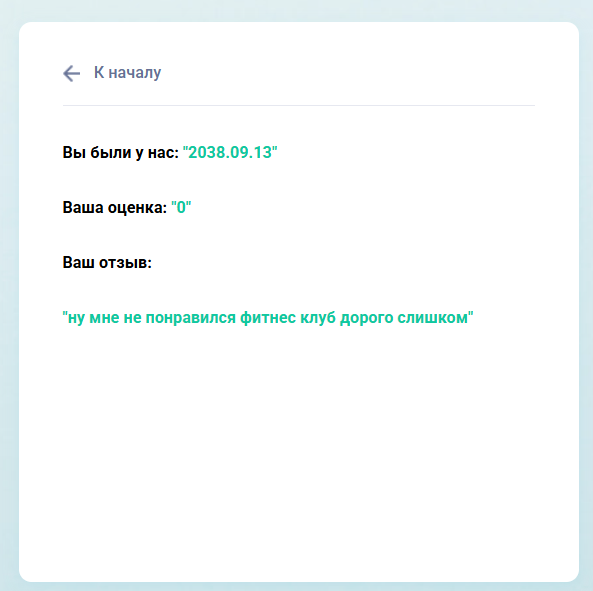 К началу
Вы были у нас: "2038.09.13"
Ваша оценка: "0"
Ваш отзыв:
"ну мне не понравился фитнес клуб дорого слишком"